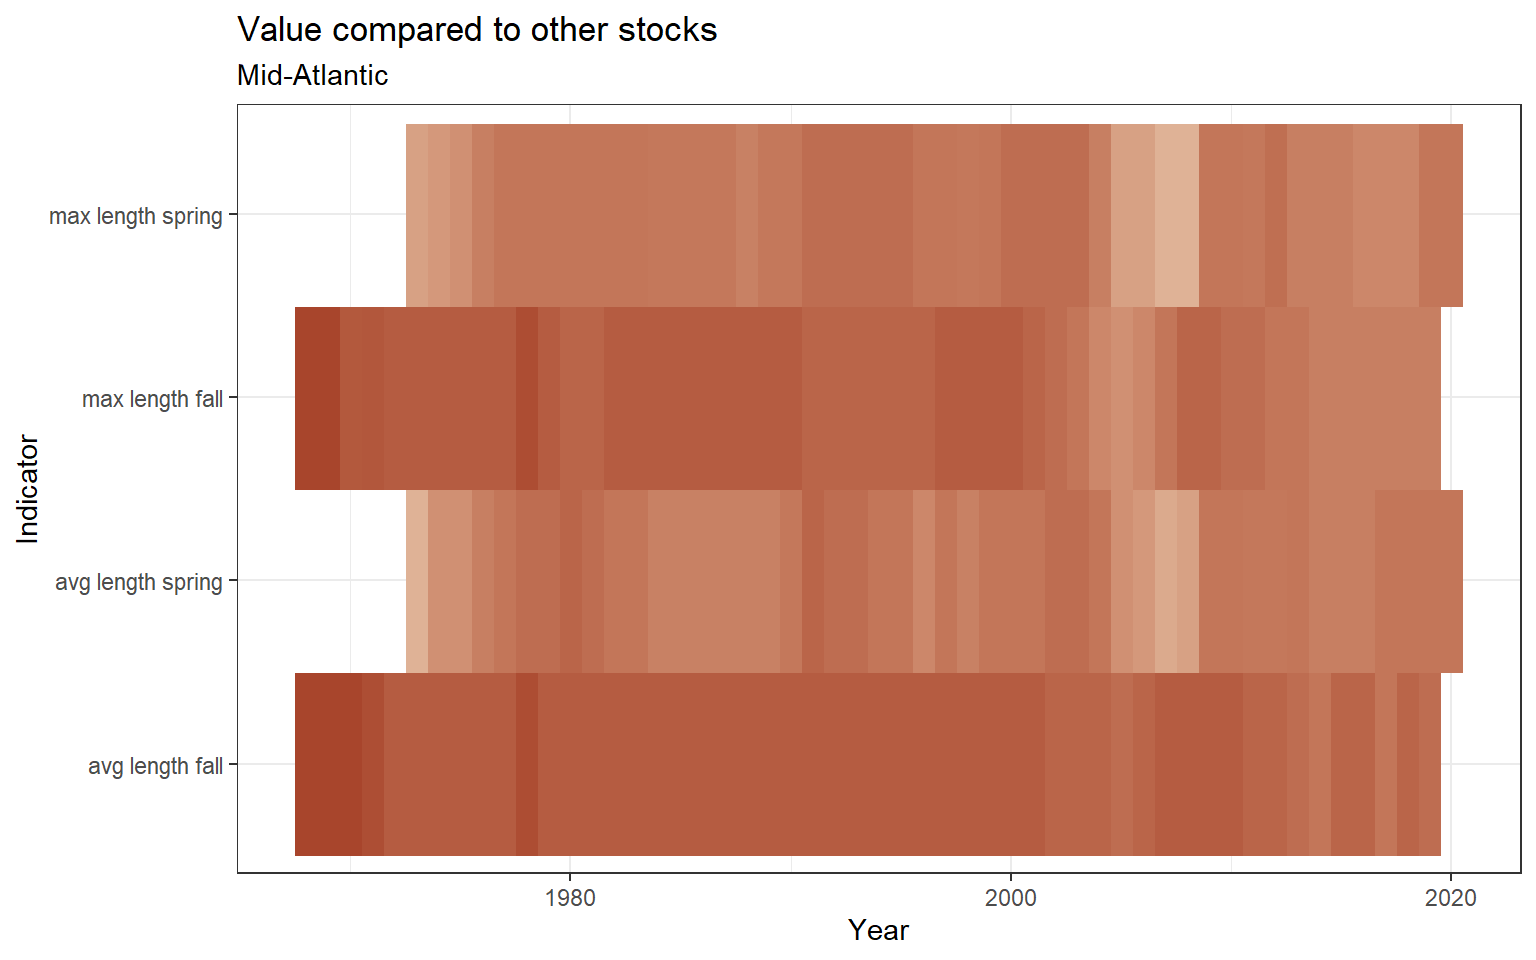 Value compared to other stocks
Mid-Atlantic
max length spring
max length fall
avg length spring
avg length fall
Indicator
1980
2000
2020
Year